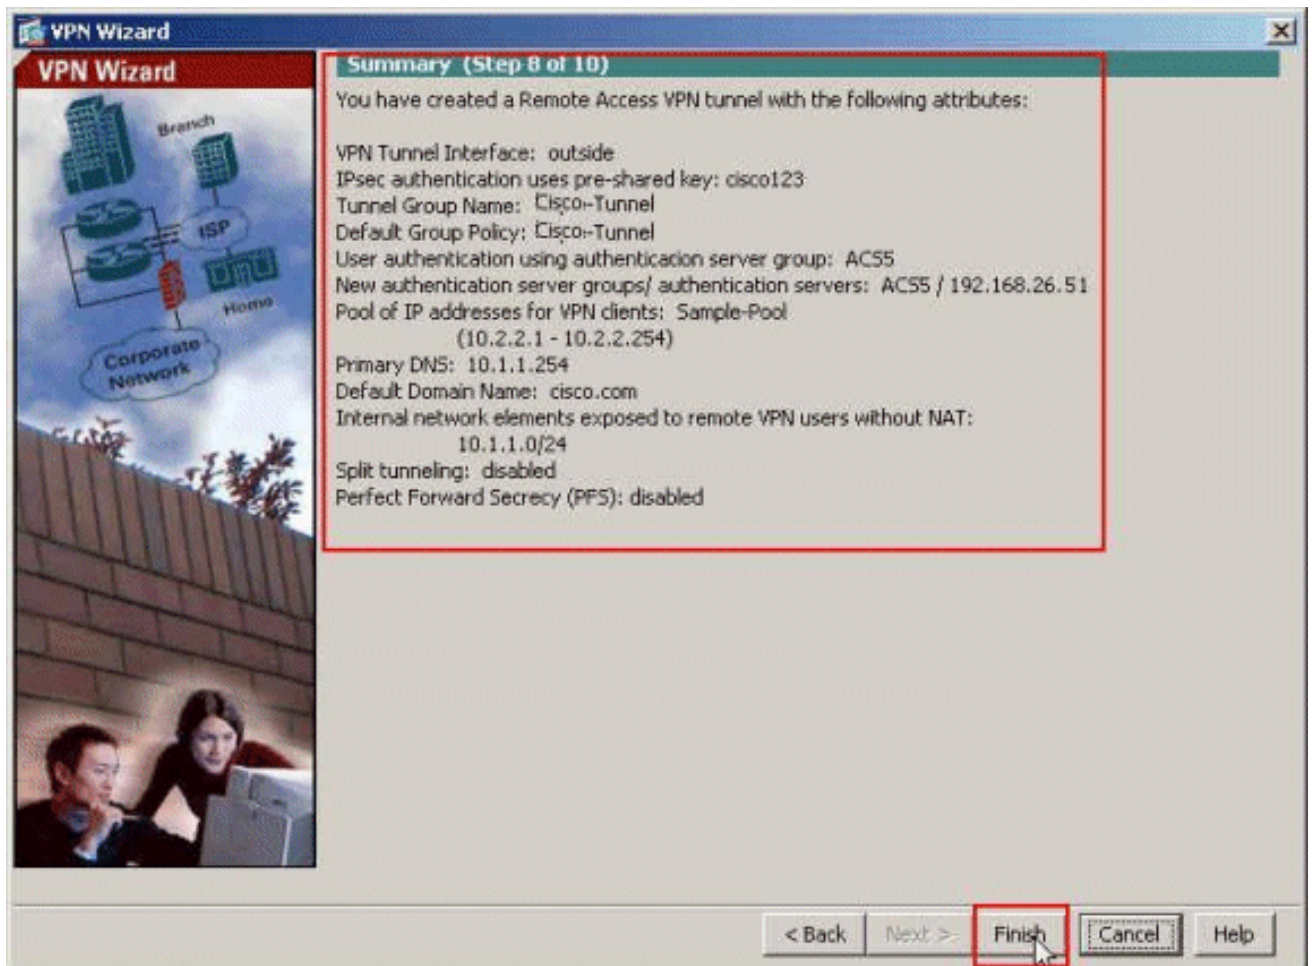 VPN Wizard
VPN Wizard
Branch
ISP
Home
Corporate
Network
Summary (Step 8 of 10)
You have created a Remote Access VPN tunnel with the following attributes:
VPN Tunnel Interface: outside
IPsec authentication uses pre-shared key: cisco123
Tunnel Group Name: Cisco-Tunnel
Default Group Policy: Cisco-Tunnel
User authentication using authentication server group: ACS5
New authentication server groups/ authentication servers: ACS5 / 192.168.26.51
Pool of IP addresses for VPN clients: Sample-Pool
(10.2.2.1 - 10.2.2.254)
Primary DNS: 10.1.1.254
Default Domain Name: cisco.com
Internal network elements exposed to remote VPN users without NAT:
10.1.1.0/24
Split tunneling: disabled
Perfect Forward Secrecy (PFS): disabled
< Back Next > Finish Cancel Help